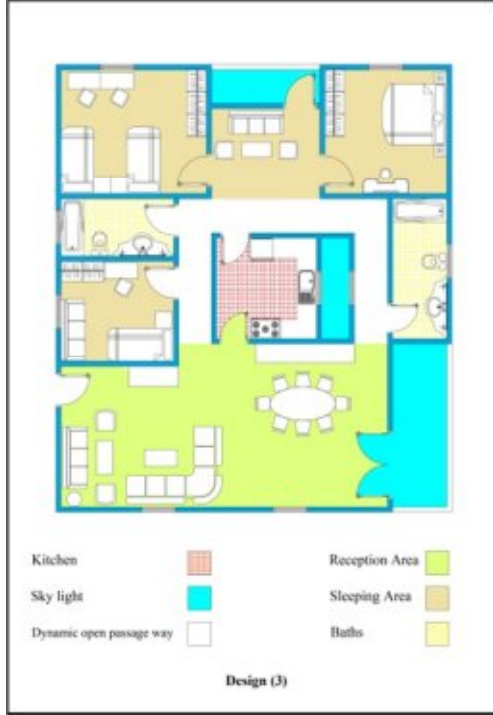 Kitchen
Reception Area
Sky light
Sleeping Area
Dynamic open passage way
Baths
Design (3)